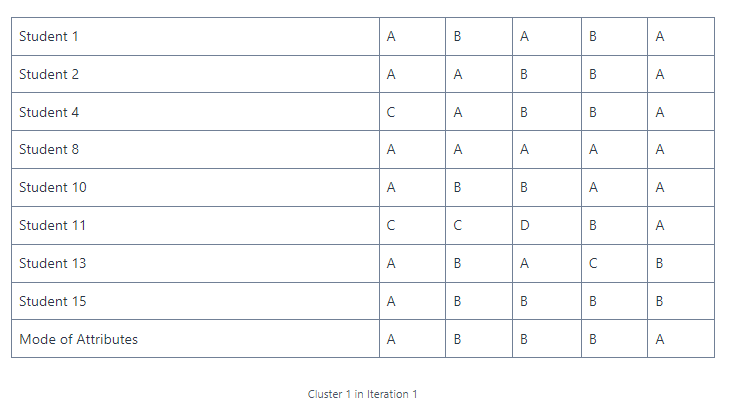 Student 1 A B A B A
Student 2 A A B B A
Student 4 C A B B A
Student 8 A A A A A
Student 10 A B B A A
Student 11 C C D B A
Student 13 A B A C B
Student 15 A B B B B
Mode of Attributes A B B B A
Cluster 1 in Iteration 1